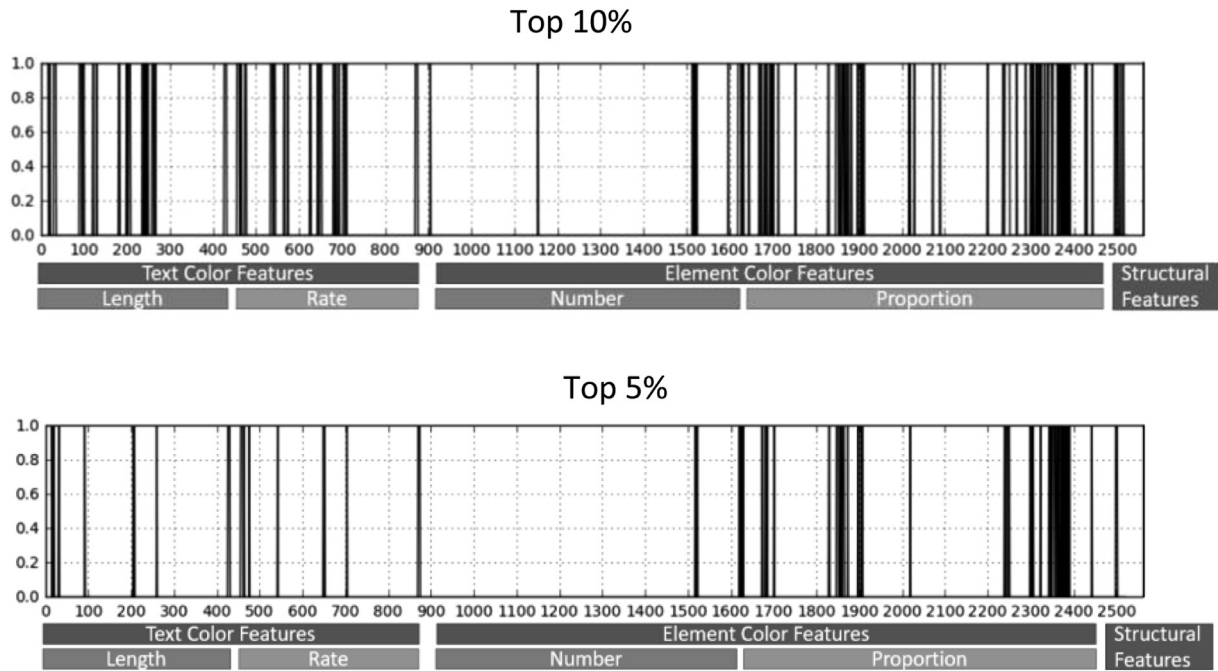 Top 10%
1.0
0.8
0.6
0.4
0.2
0.0
0 100 200 300 400 500 600 700 800 900 1000 1100 1200 1300 1400 1500 1600 1700 1800 1900 2000 2100 2200 2300 2400 2500
Text Color Features Element Color Features Structural
Length Rate Number Proportion Features
Top 5%
1.0
0.8
0.6
0.4
0.2
0.0
0 100 200 300 400 500 600 700 800 900 1000 1100 1200 1300 1400 1500 1600 1700 1800 1900 2000 2100 2200 2300 2400 2500
Text Color Features Element Color Features Structural
Length Rate Number Proportion Features